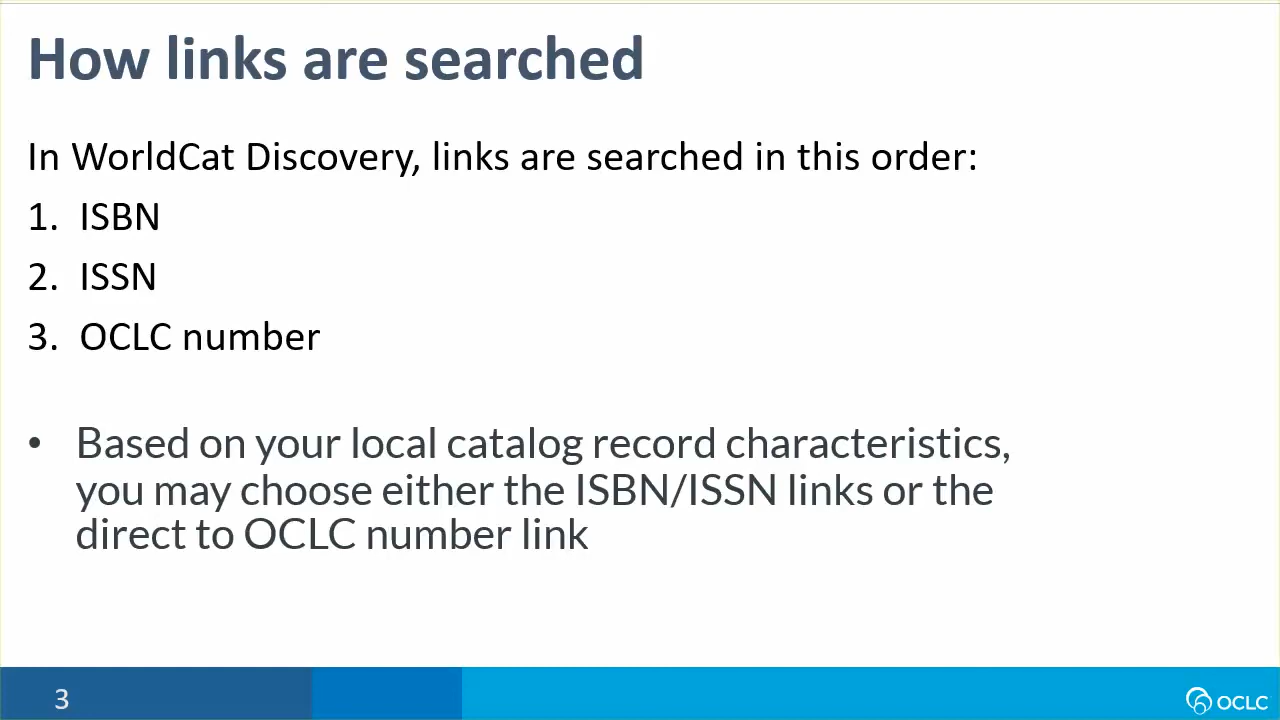 How links are searched
In WorldCat Discovery, links are searched in this order:
1. ISBN
2. ISSN
3. OCLC number
• Based on your local catalog record characteristics,
you may choose either the ISBN/ISSN links or the
direct to OCLC number link
3
OCLC